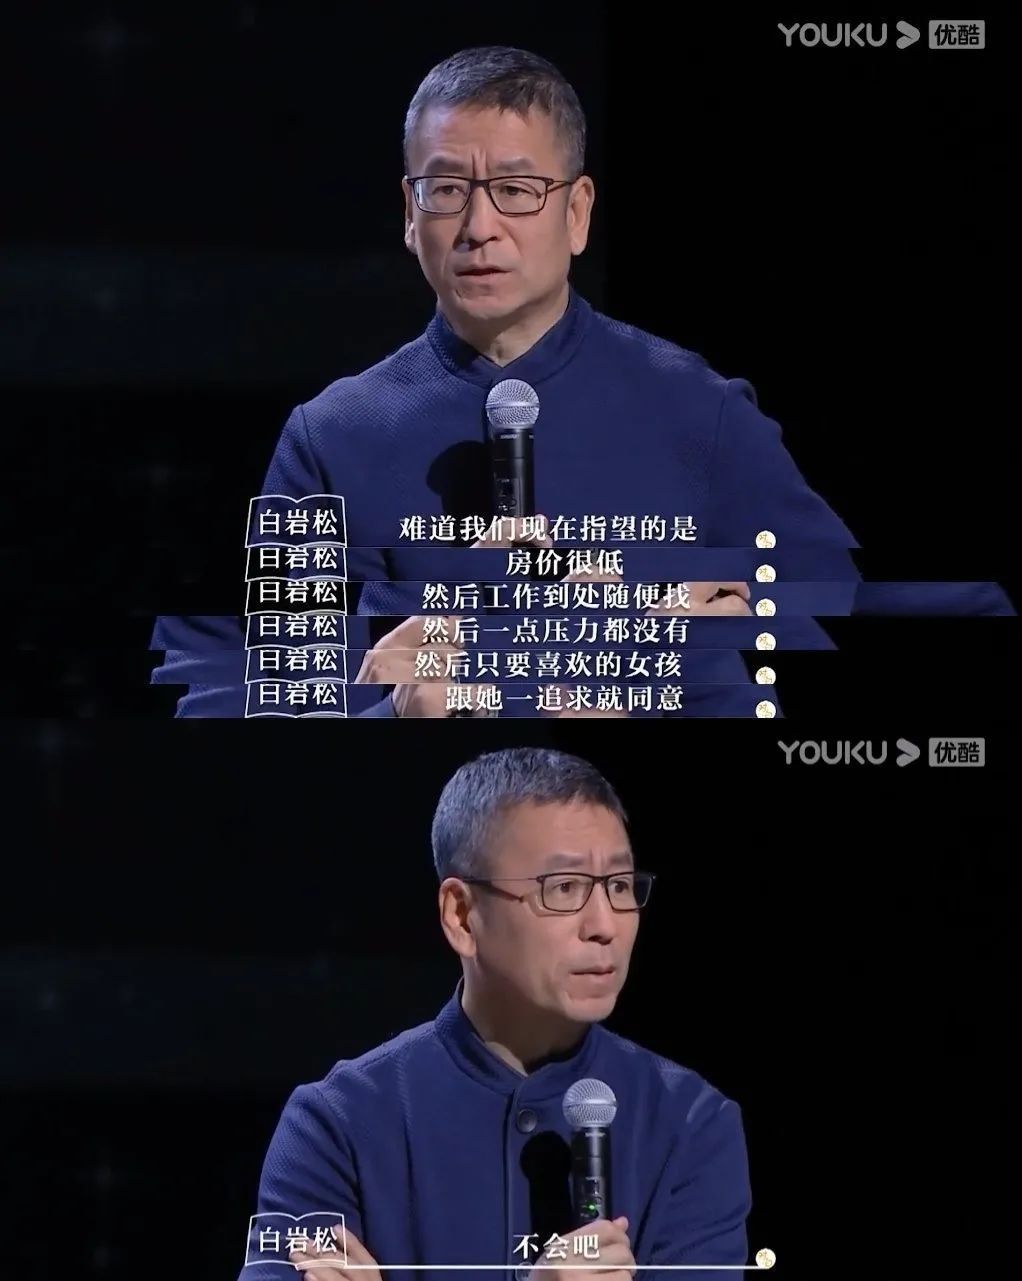 YOUKU 优酷
白岩松 难道我们现在指望的是
白岩松 房价很低
白岩松 然后工作到处随便找
白岩松 然后一点压力都没有
白岩松 然后只要喜欢的女孩
白岩松 跟她一追求就同意
YOUKU 优酷
白岩松 不会吧